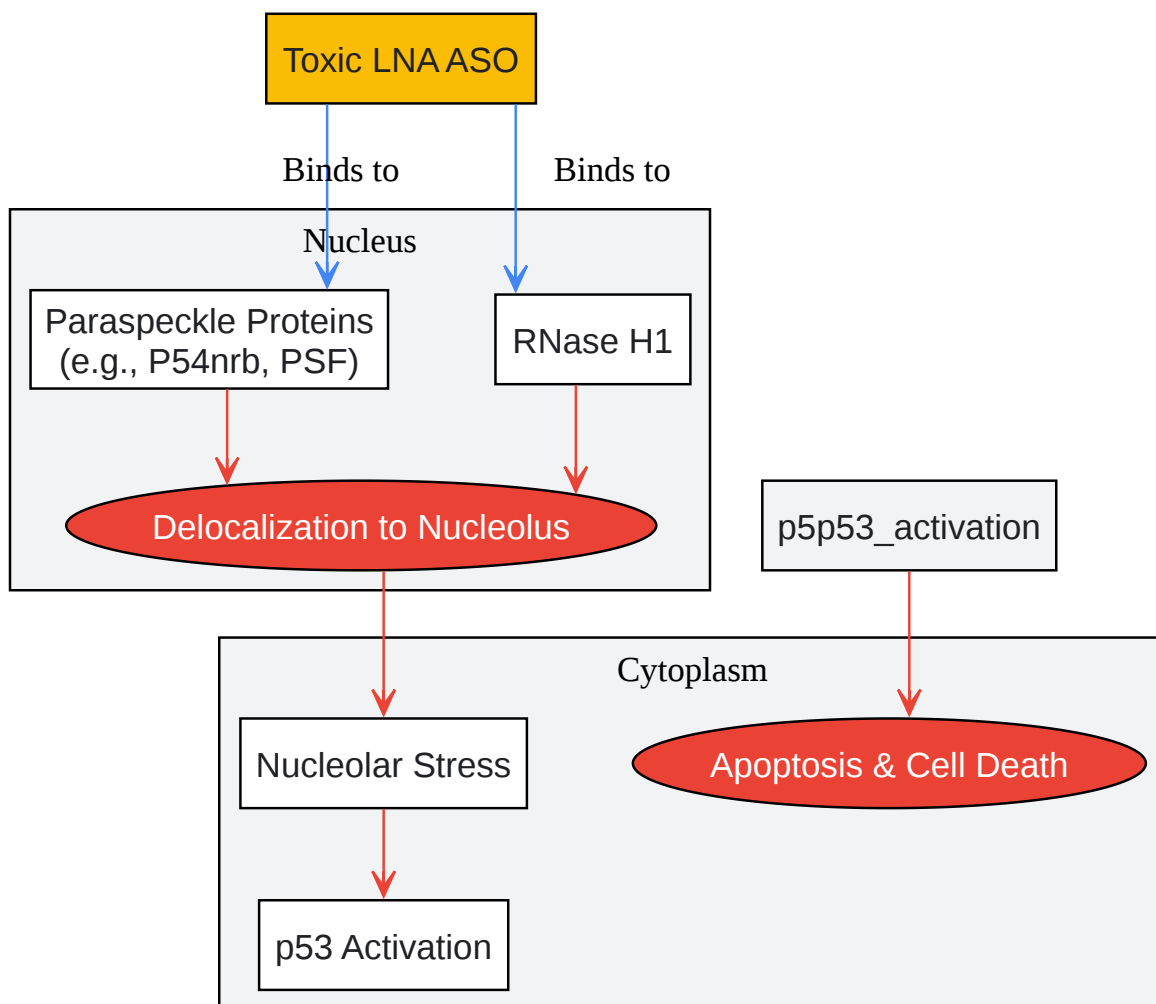 Toxic LNA ASO
Binds to
Binds to
Nucleus
Paraspeckle Proteins
(e.g., P54nrb, PSF)
RNase H1
Delocalization to Nucleolus
p5p53_activation
Cytoplasm
Nucleolar Stress
Apoptosis & Cell Death
p53 Activation